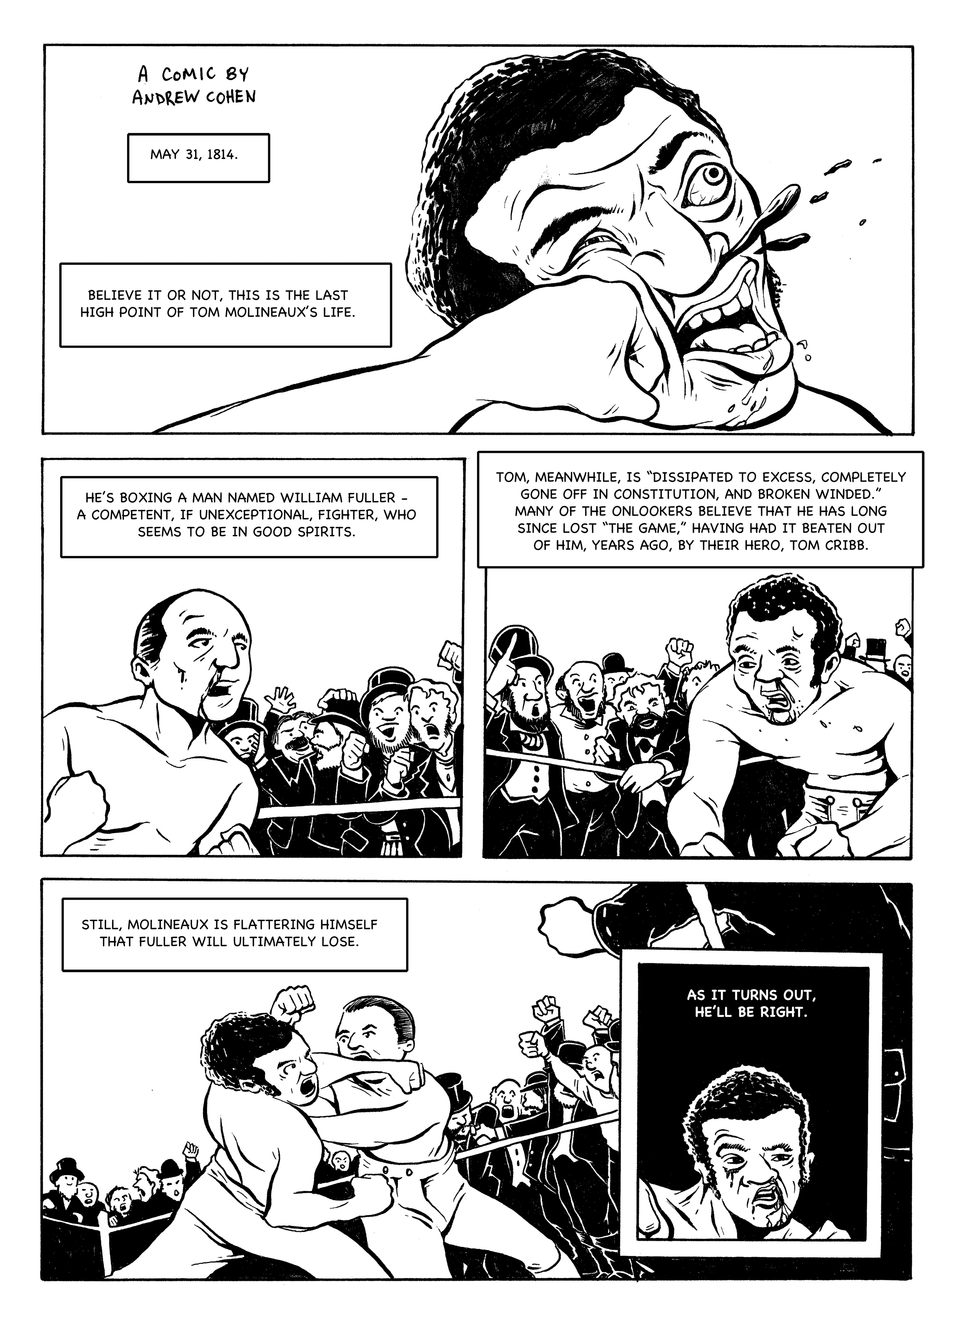 A COMIC BY
ANDREW COHEN
MAY 31, 1814.
BELIEVE IT OR NOT, THIS IS THE LAST
HIGH POINT OF TOM MOLINEAUX'S LIFE.
HE'S BOXING A MAN NAMED WILLIAM FULLER –
A COMPETENT, IF UNEXCEPTIONAL, FIGHTER, WHO
SEEMS TO BE IN GOOD SPIRITS.
TOM, MEANWHILE, IS “DISSIPATED TO EXCESS, COMPLETELY
GONE OFF IN CONSTITUTION, AND BROKEN WINDED.”
MANY OF THE ONLOOKERS BELIEVE THAT HE HAS LONG
SINCE LOST “THE GAME,” HAVING HAD IT BEATEN OUT
OF HIM, YEARS AGO, BY THEIR HERO, TOM CRIBB.
STILL, MOLINEAUX IS FLATTERING HIMSELF
THAT FULLER WILL ULTIMATELY LOSE.
AS IT TURNS OUT,
HE'LL BE RIGHT.